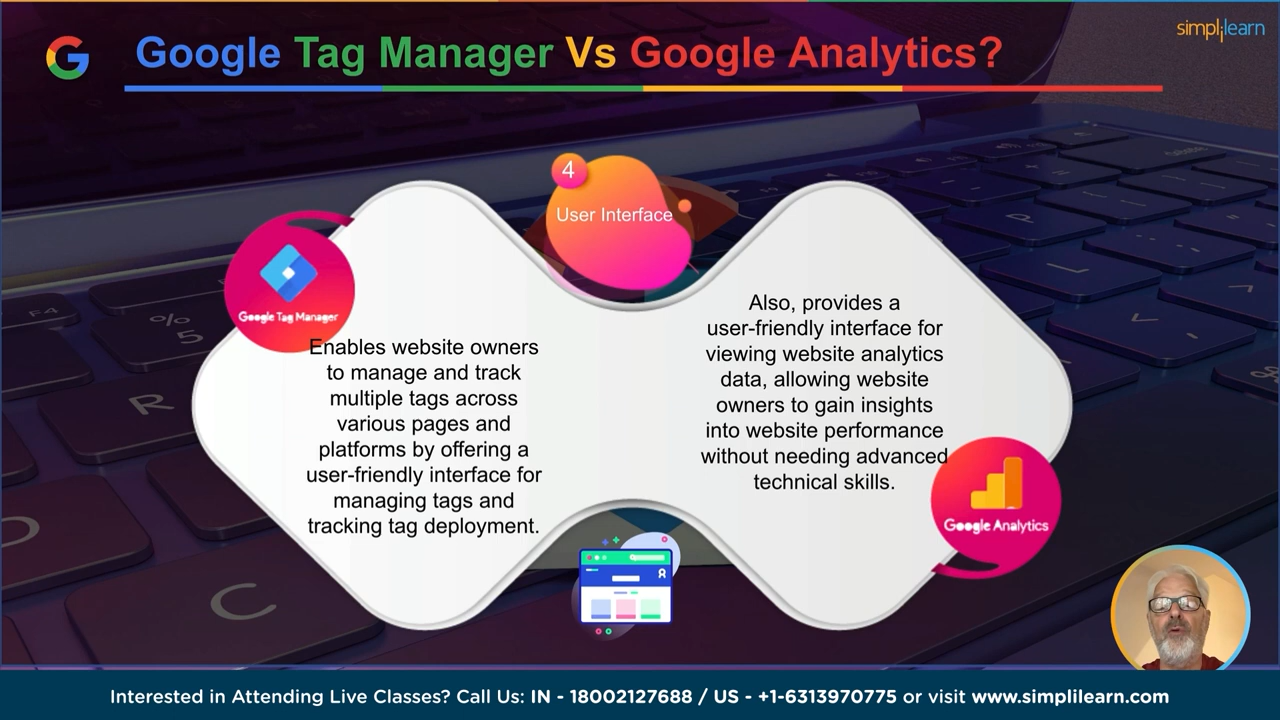 simplilearn
Google Tag Manager Vs Google Analytics?
4
User Interface
Google Tag Manager
Enables website owners
to manage and track
multiple tags across
various pages and
platforms by offering a
user-friendly interface for
managing tags and
tracking tag deployment.
Also, provides a
user-friendly interface for
viewing website analytics
data, allowing website
owners to gain insights
into website performance
without needing advanced
technical skills.
Google Analytics
F4
%
5
R
C
P
L
Interested in Attending Live Classes? Call Us: IN - 18002127688 / US - +1-6313970775 or visit www.simplilearn.com